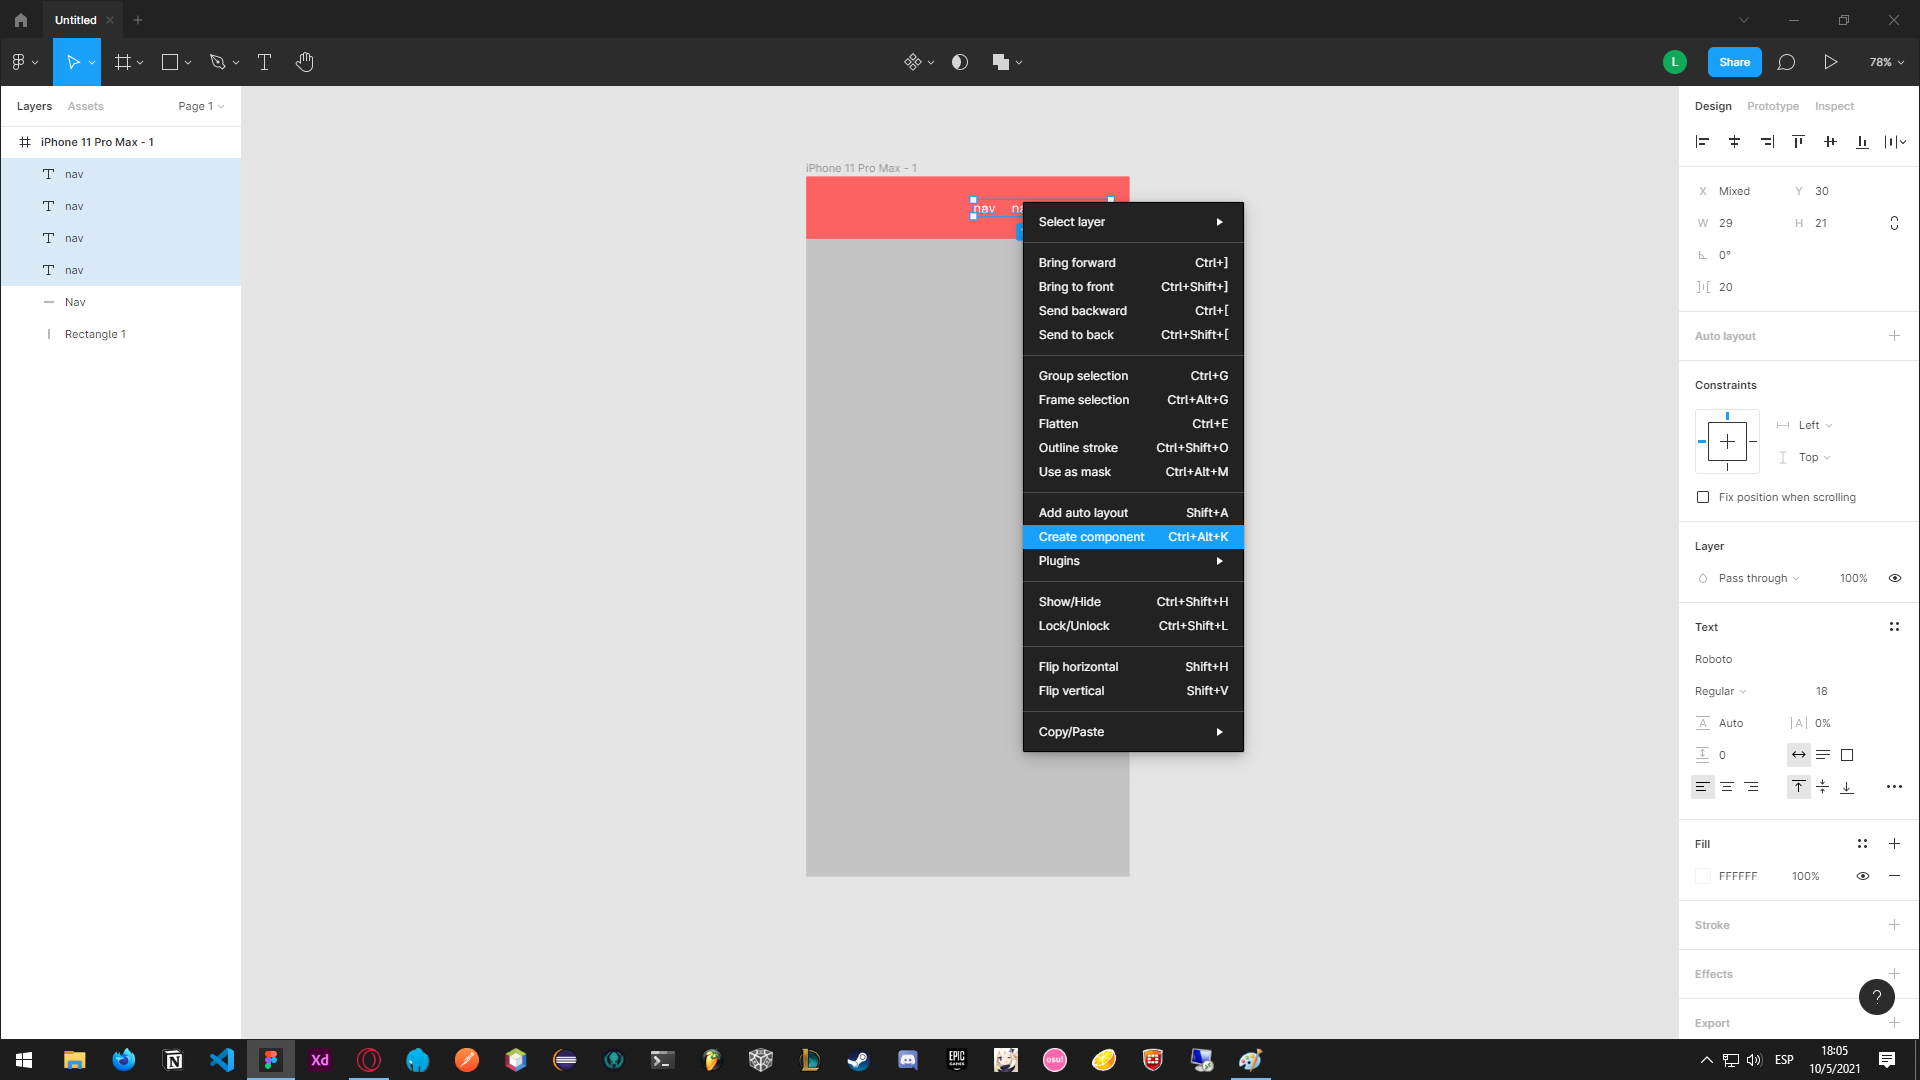 Untitled
L
Share
78%
Layers
Assets
Page 1
Design
Prototype
Inspect
iPhone 11 Pro Max - 1
nav
nav
nav
nav
Nav
Rectangle 1
iPhone 11 Pro Max - 1
nav na
Select layer
Bring forward Ctrl+]
Bring to front Ctrl+Shift+]
Send backward Ctrl+[
Send to back Ctrl+Shift+[
Group selection Ctrl+G
Frame selection Ctrl+Alt+G
Flatten Ctrl+E
Outline stroke Ctrl+Shift+O
Use as mask Ctrl+Alt+M
Add auto layout Shift+A
Create component Ctrl+Alt+K
Plugins
Show/Hide Ctrl+Shift+H
Lock/Unlock Ctrl+Shift+L
Flip horizontal Shift+H
Flip vertical Shift+V
Copy/Paste
X Mixed Y 30
W 29 H 21
0°
20
Auto layout
Constraints
Left
Top
Fix position when scrolling
Layer
Pass through 100%
Text
Roboto
Regular 18
A Auto |A| 0%
0
Fill
FFFFFF 100%
Stroke
Effects
?
Export
N
Xd
osu!
EPIC
GAMES
ESP
18:05
10/5/2021